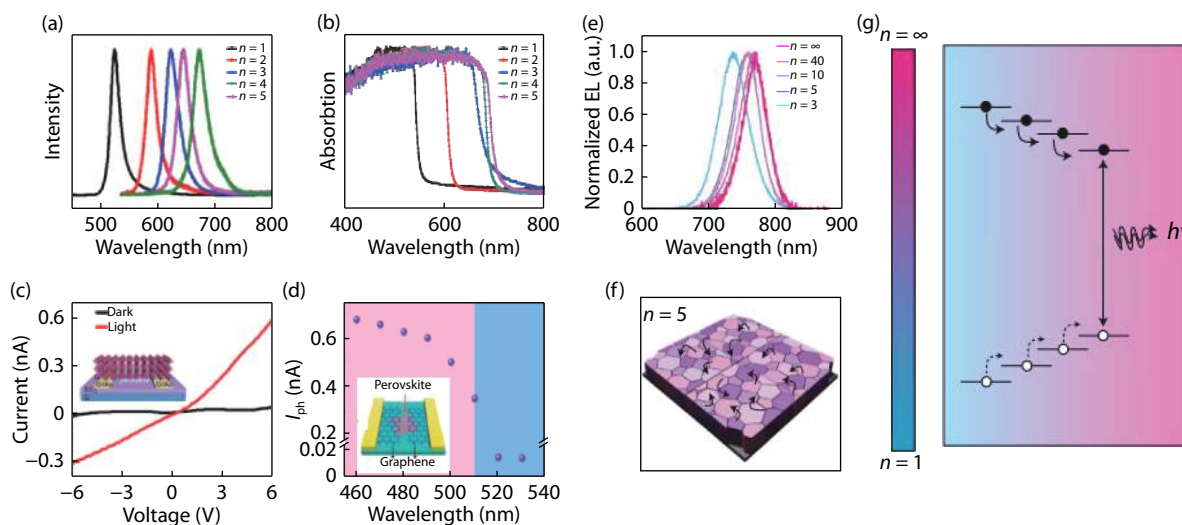 (a)
Intensity
n = 1
n = 2
n = 3
n = 4
n = 5
500 600 700 800
Wavelength (nm)
(b)
Absorbtion
n = 1
n = 2
n = 3
n = 4
n = 5
400 500 600 800
Wavelength (nm)
(e)
Normalized EL (a.u.)
1.0
0.8
0.6
0.4
0.2
0
n = ∞
n = 40
n = 10
n = 5
n = 3
600 700 800 900
Wavelength (nm)
(g)
n = ∞
n = 1
hν
(c)
Current (nA)
0.6
0.3
0
−0.3
Dark
Light
−6 −3 0 3 6
Voltage (V)
(d)
Iph (nA)
0.6
0.4
0.2
0.02
0
Perovskite
Graphene
460 480 500 520 540
Wavelength (nm)
(f)
n = 5